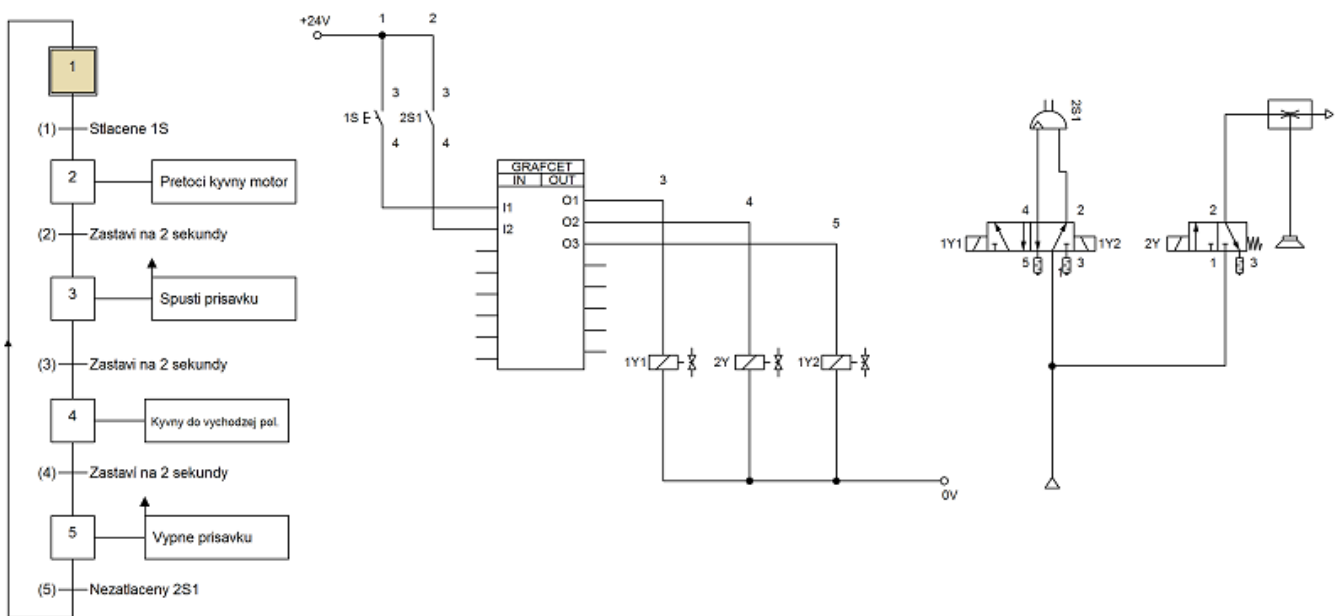 1
(1) Stlacene 1S
2 Pretoci kyvny motor
(2) Zastavi na 2 sekundy
3 Spusti prisavku
(3) Zastavi na 2 sekundy
4 Kyvny do vychodzej pol.
(4) Zastavi na 2 sekundy
5 Vypne prisavku
(5) Nezatlaceny 2S1
+24V
1 2
3 3
1S 2S1
4 4
GRAFCET
IN OUT
I1 O1
I2 O2
O3
3
4
5
1Y1 2Y 1Y2
0V
2S1
4 2
1Y1 1Y2
5 3
1
2
2Y
1 3